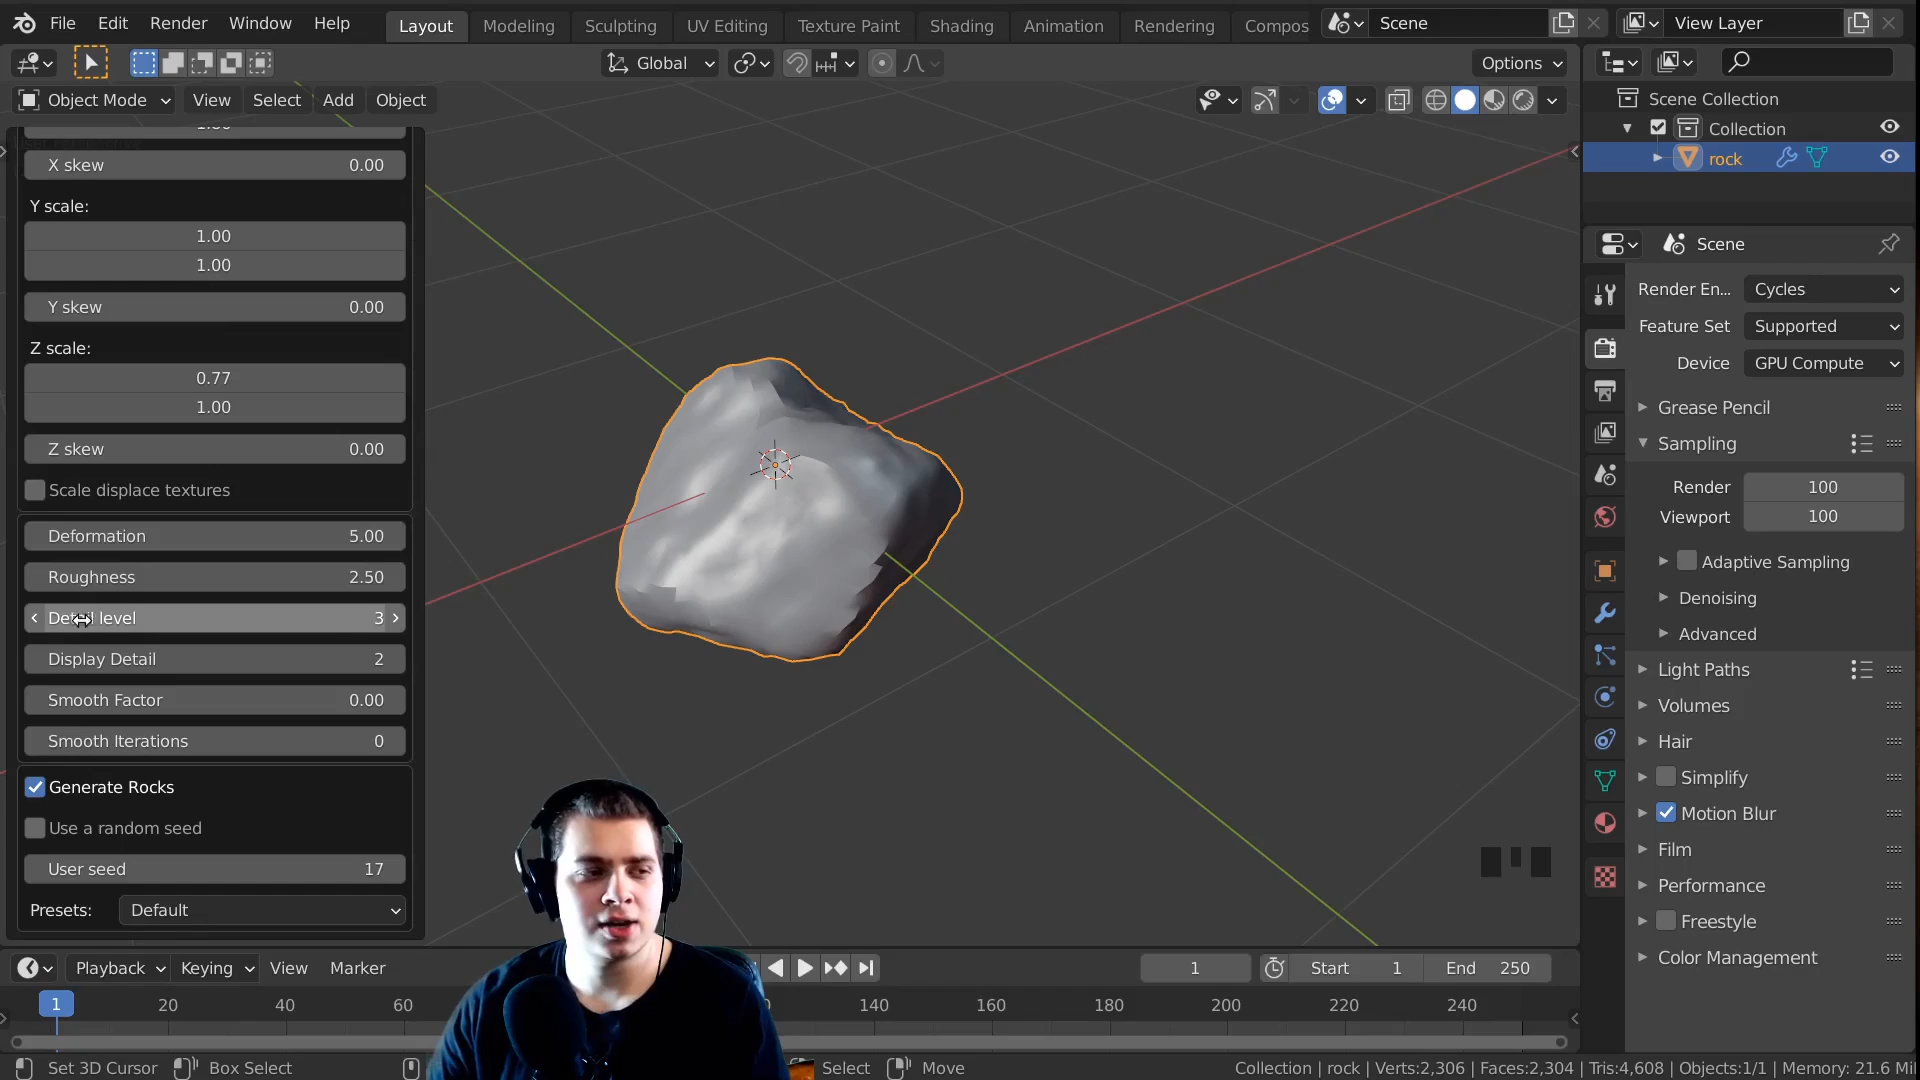 File Edit Render Window Help Layout Modeling Sculpting UV Editing Texture Paint Shading Animation Rendering Compos Scene View Layer
Global Options
Object Mode View Select Add Object
Scene Collection
Collection
rock
X skew 0.00
Y scale:
1.00
1.00
Y skew 0.00
Z scale:
0.77
1.00
Z skew 0.00
Scale displace textures
Deformation 5.00
Roughness 2.50
level 3
Display Detail 2
Smooth Factor 0.00
Smooth Iterations 0
Generate Rocks
Use a random seed
User seed 17
Presets: Default
Scene
Render En... Cycles
Feature Set Supported
Device GPU Compute
Grease Pencil
Sampling
Render 100
Viewport 100
Adaptive Sampling
Denoising
Advanced
Light Paths
Volumes
Hair
Simplify
Motion Blur
Film
Performance
Freestyle
Color Management
Playback Keying View Marker 1 Start 1 End 250
1 20 40 60 140 160 180 200 220 240
Set 3D Cursor Box Select Select Move Collection | rock | Verts:2,306 | Faces:2,304 | Tris:4,608 | Objects:1/1 | Memory: 21.6 Mi